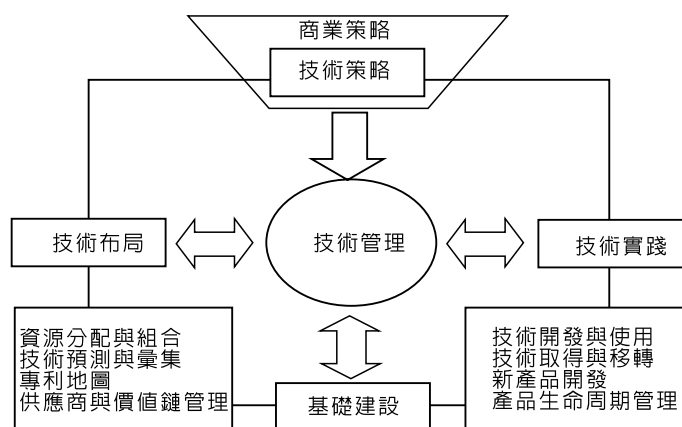 商業策略
技術策略
技術布局
技術管理
技術實踐
資源分配與組合
技術預測與彙集
專利地圖
供應商與價值鏈管理
技術開發與使用
技術取得與移轉
新產品開發
產品生命周期管理
基礎建設